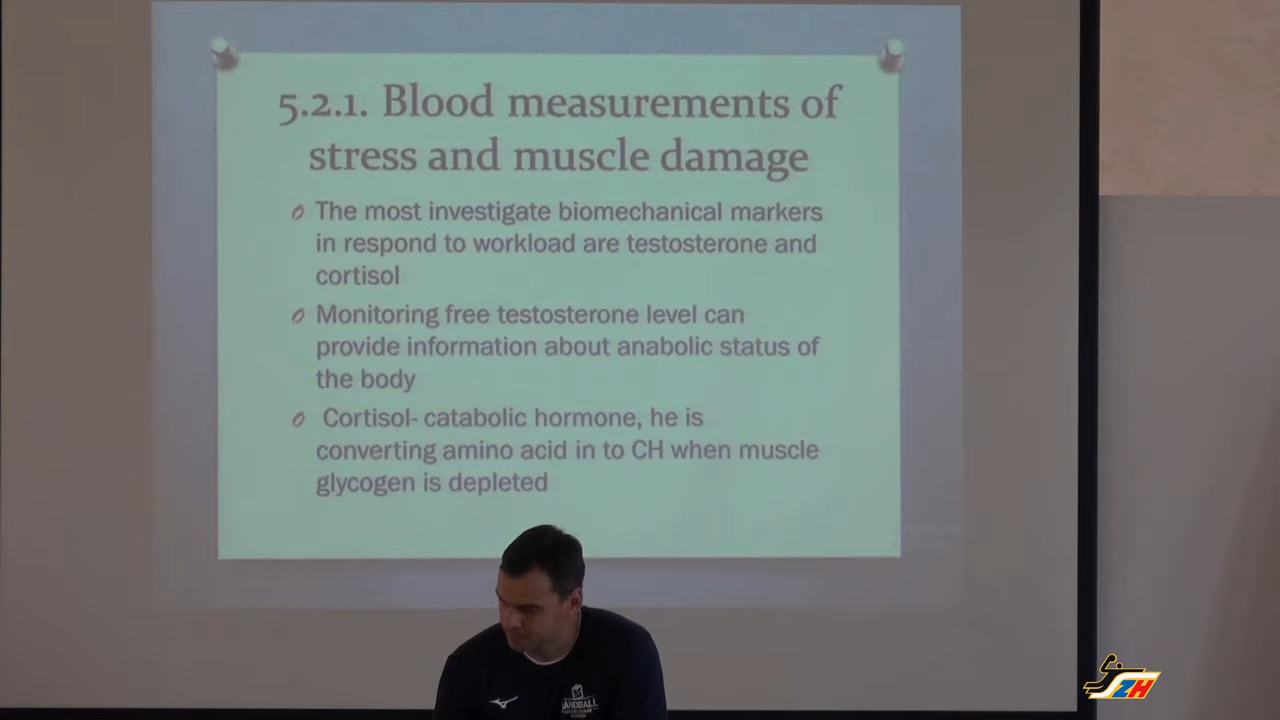 5.2.1. Blood measurements of
stress and muscle damage
The most investigate biomechanical markers
in respond to workload are testosterone and
cortisol
Monitoring free testosterone level can
provide information about anabolic status of
the body
Cortisol- catabolic hormone, he is
converting amino acid in to CH when muscle
glycogen is depleted
HANDBALL
ZH